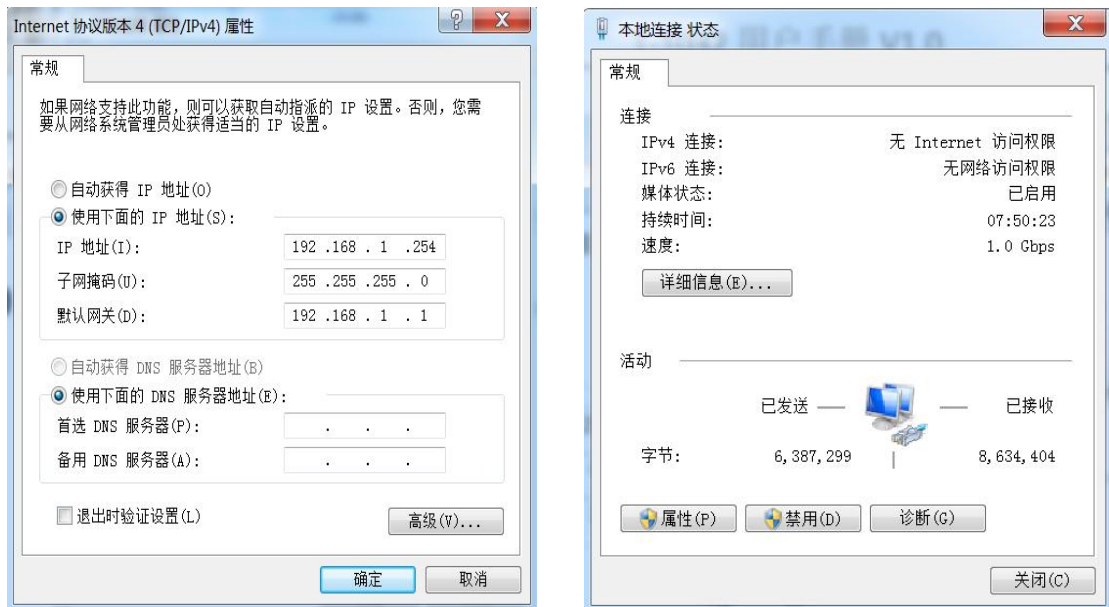 Internet 协议版本 4 (TCP/IPv4) 属性
常规
如果网络支持此功能，则可以获取自动指派的 IP 设置。否则，您需
要从网络系统管理员处获得适当的 IP 设置。
自动获得 IP 地址(O)
使用下面的 IP 地址(S):
IP 地址(I): 192 .168 . 1 .254
子网掩码(U): 255 .255 .255 . 0
默认网关(D): 192 .168 . 1 . 1
自动获得 DNS 服务器地址(B)
使用下面的 DNS 服务器地址(E):
首选 DNS 服务器(P): . . .
备用 DNS 服务器(A): . . .
退出时验证设置(L)
高级(V)...
确定 取消
本地连接 状态
常规
连接
IPv4 连接: 无 Internet 访问权限
IPv6 连接: 无网络访问权限
媒体状态: 已启用
持续时间: 07:50:23
速度: 1.0 Gbps
详细信息(E)...
活动
已发送 — — 已接收
字节: 6,387,299 | 8,634,404
属性(P) 禁用(D) 诊断(G)
关闭(C)